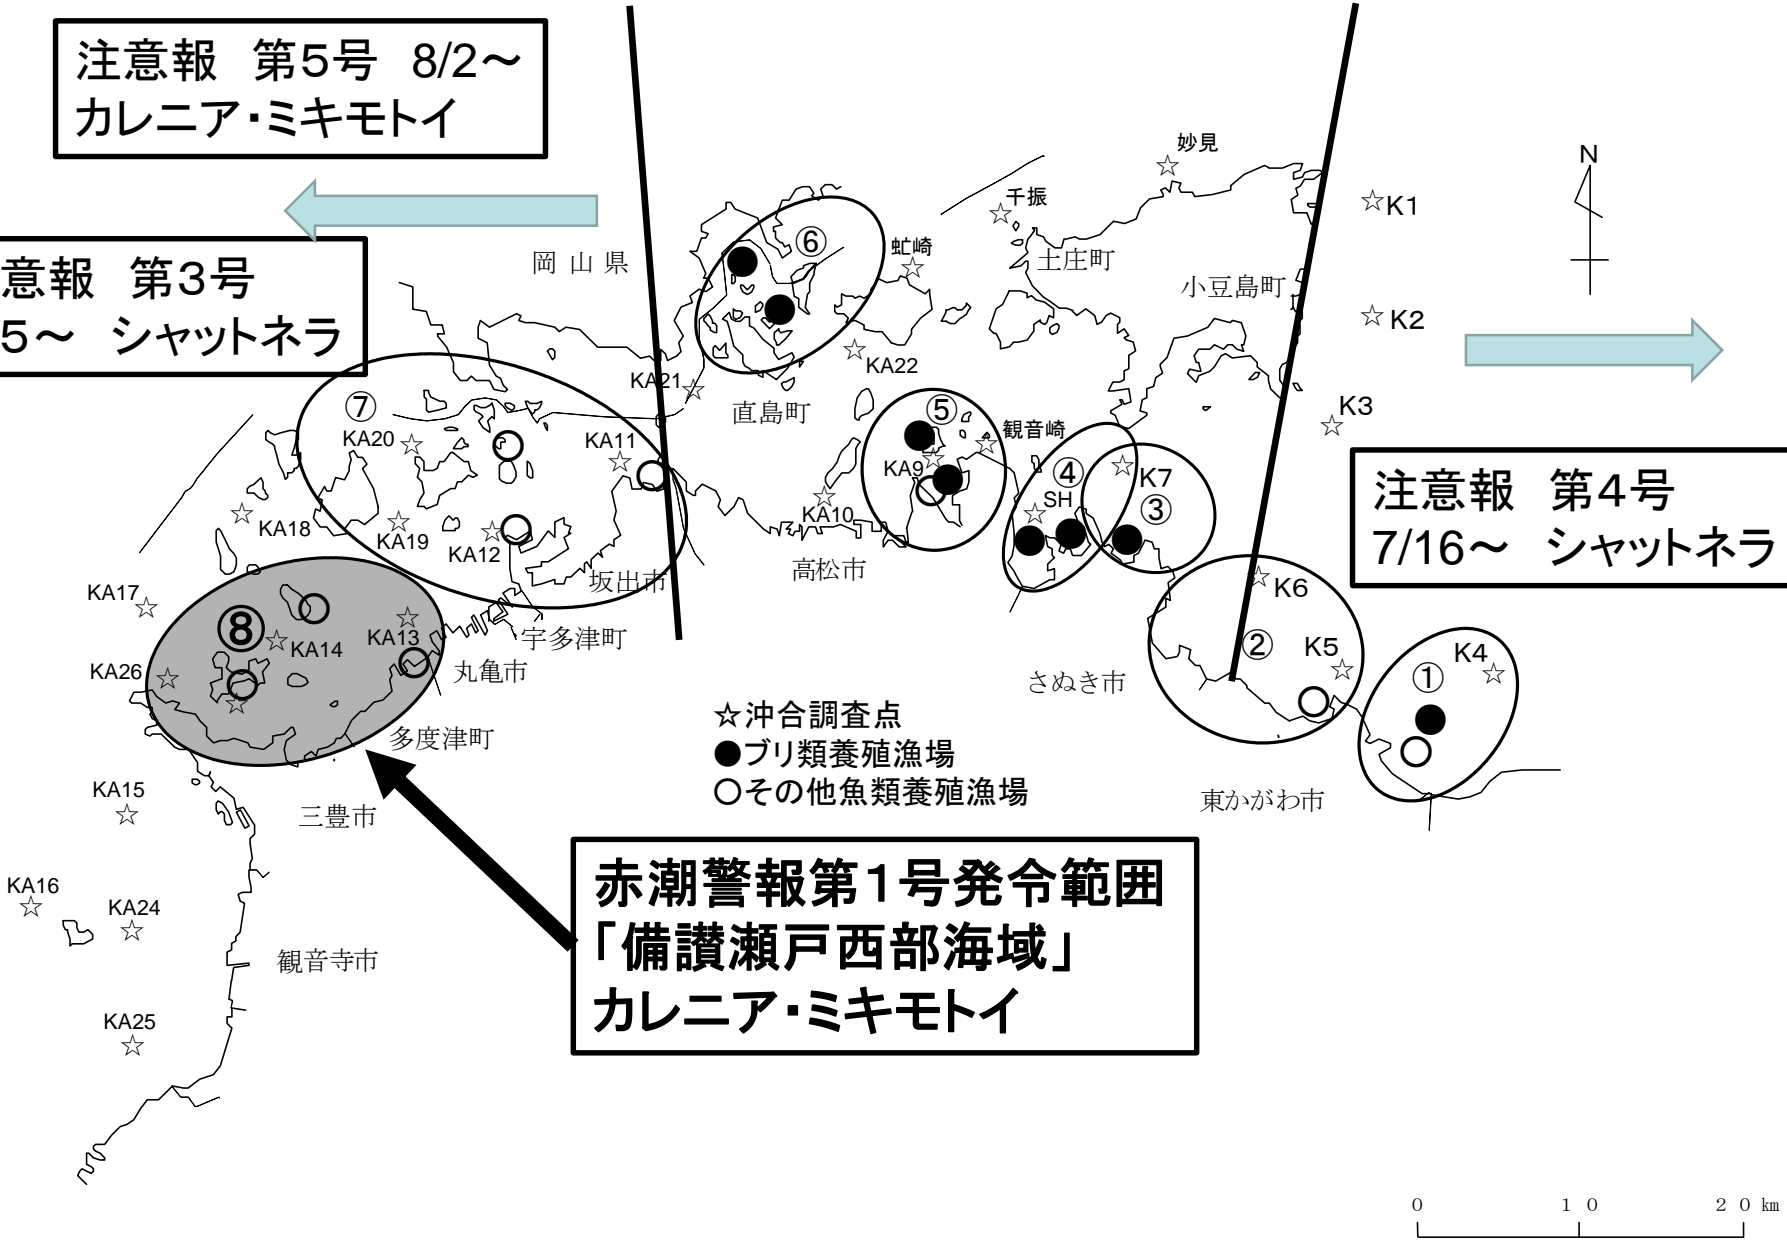 注意報 第5号 8/2～
カレニア・ミキモトイ
意報 第3号
5～ シャットネラ
注意報 第4号
7/16～ シャットネラ
妙見
千振
虻崎
N
☆K1
☆K2
K3
岡山県
土庄町
小豆島町
⑥
KA22
KA21
直島町
⑦
KA20
KA11
⑤
観音崎
KA9
④
SH
K7
③
KA18
KA19
KA12
KA10
高松市
坂出市
K6
KA17
⑧
KA14
KA13
宇多津町
②
K5
K4
①
KA26
丸亀市
さぬき市
多度津町
☆沖合調査点
●ブリ類養殖漁場
○その他魚類養殖漁場
KA15
三豊市
東かがわ市
赤潮警報第1号発令範囲
「備讃瀬戸西部海域」
カレニア・ミキモトイ
KA16
KA24
観音寺市
KA25
0 10 20 km